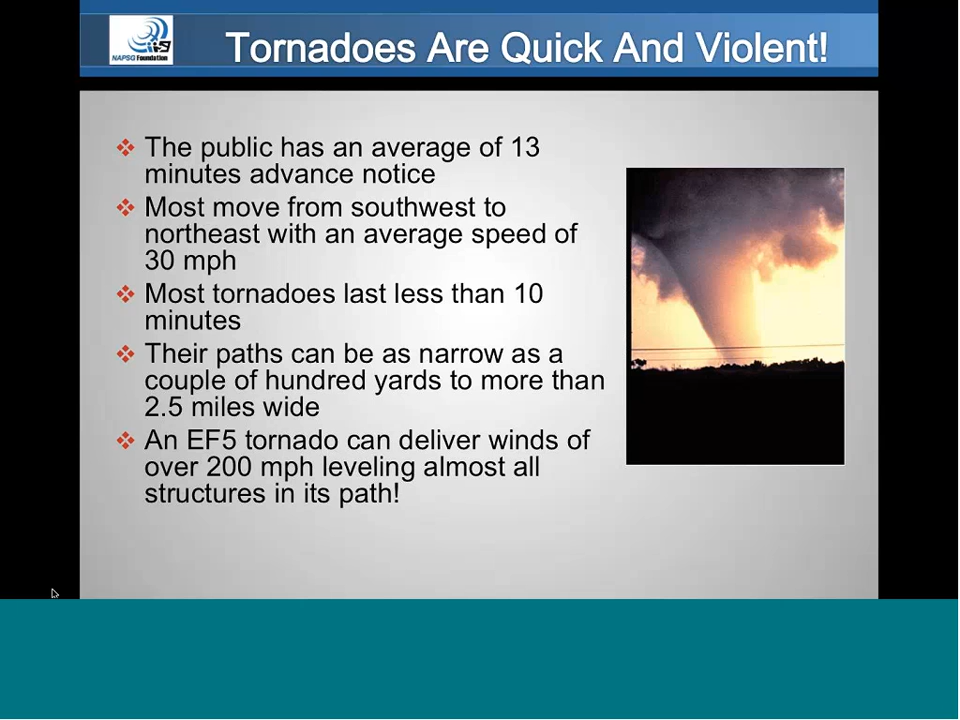 NAPSG Foundation
Tornadoes Are Quick And Violent!
❖ The public has an average of 13
minutes advance notice
❖ Most move from southwest to
northeast with an average speed of
30 mph
❖ Most tornadoes last less than 10
minutes
❖ Their paths can be as narrow as a
couple of hundred yards to more than
2.5 miles wide
❖ An EF5 tornado can deliver winds of
over 200 mph leveling almost all
structures in its path!